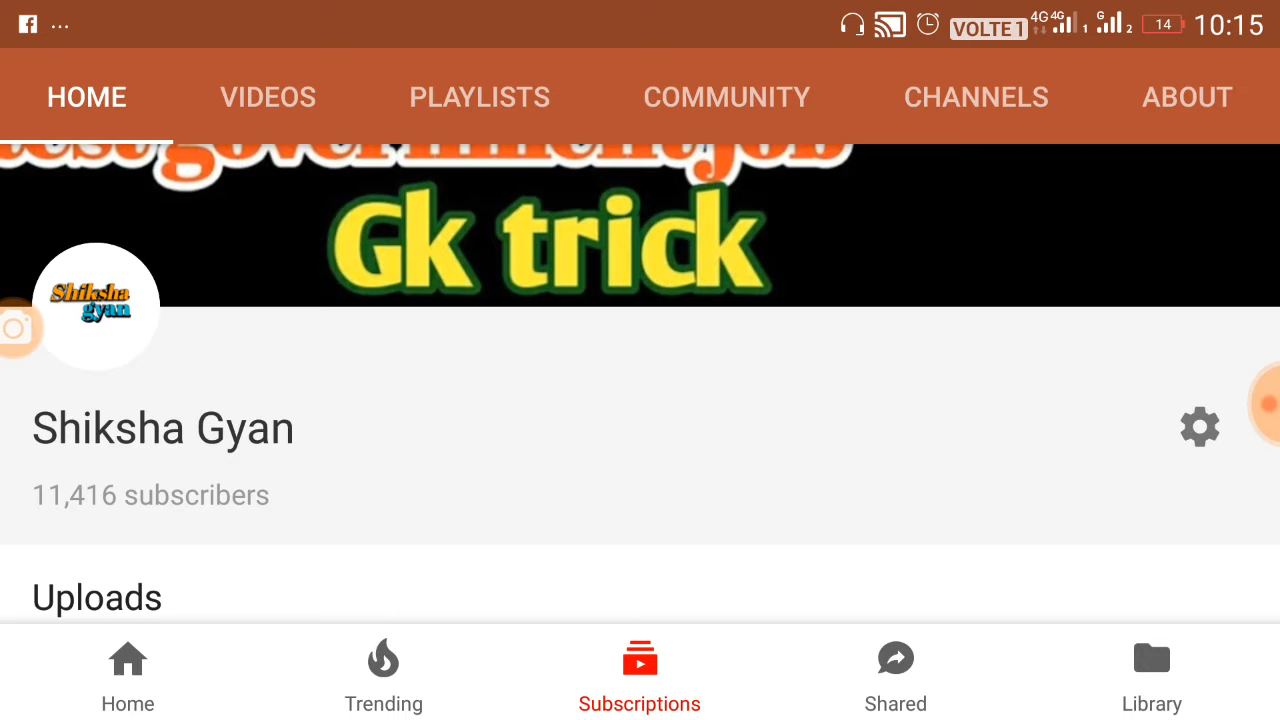 ... VOLTE 1 4G 4G 1 G 2 14 10:15
HOME VIDEOS PLAYLISTS COMMUNITY CHANNELS ABOUT
Gk trick
Shiksha
gyan
Shiksha Gyan
11,416 subscribers
Uploads
Home Trending Subscriptions Shared Library